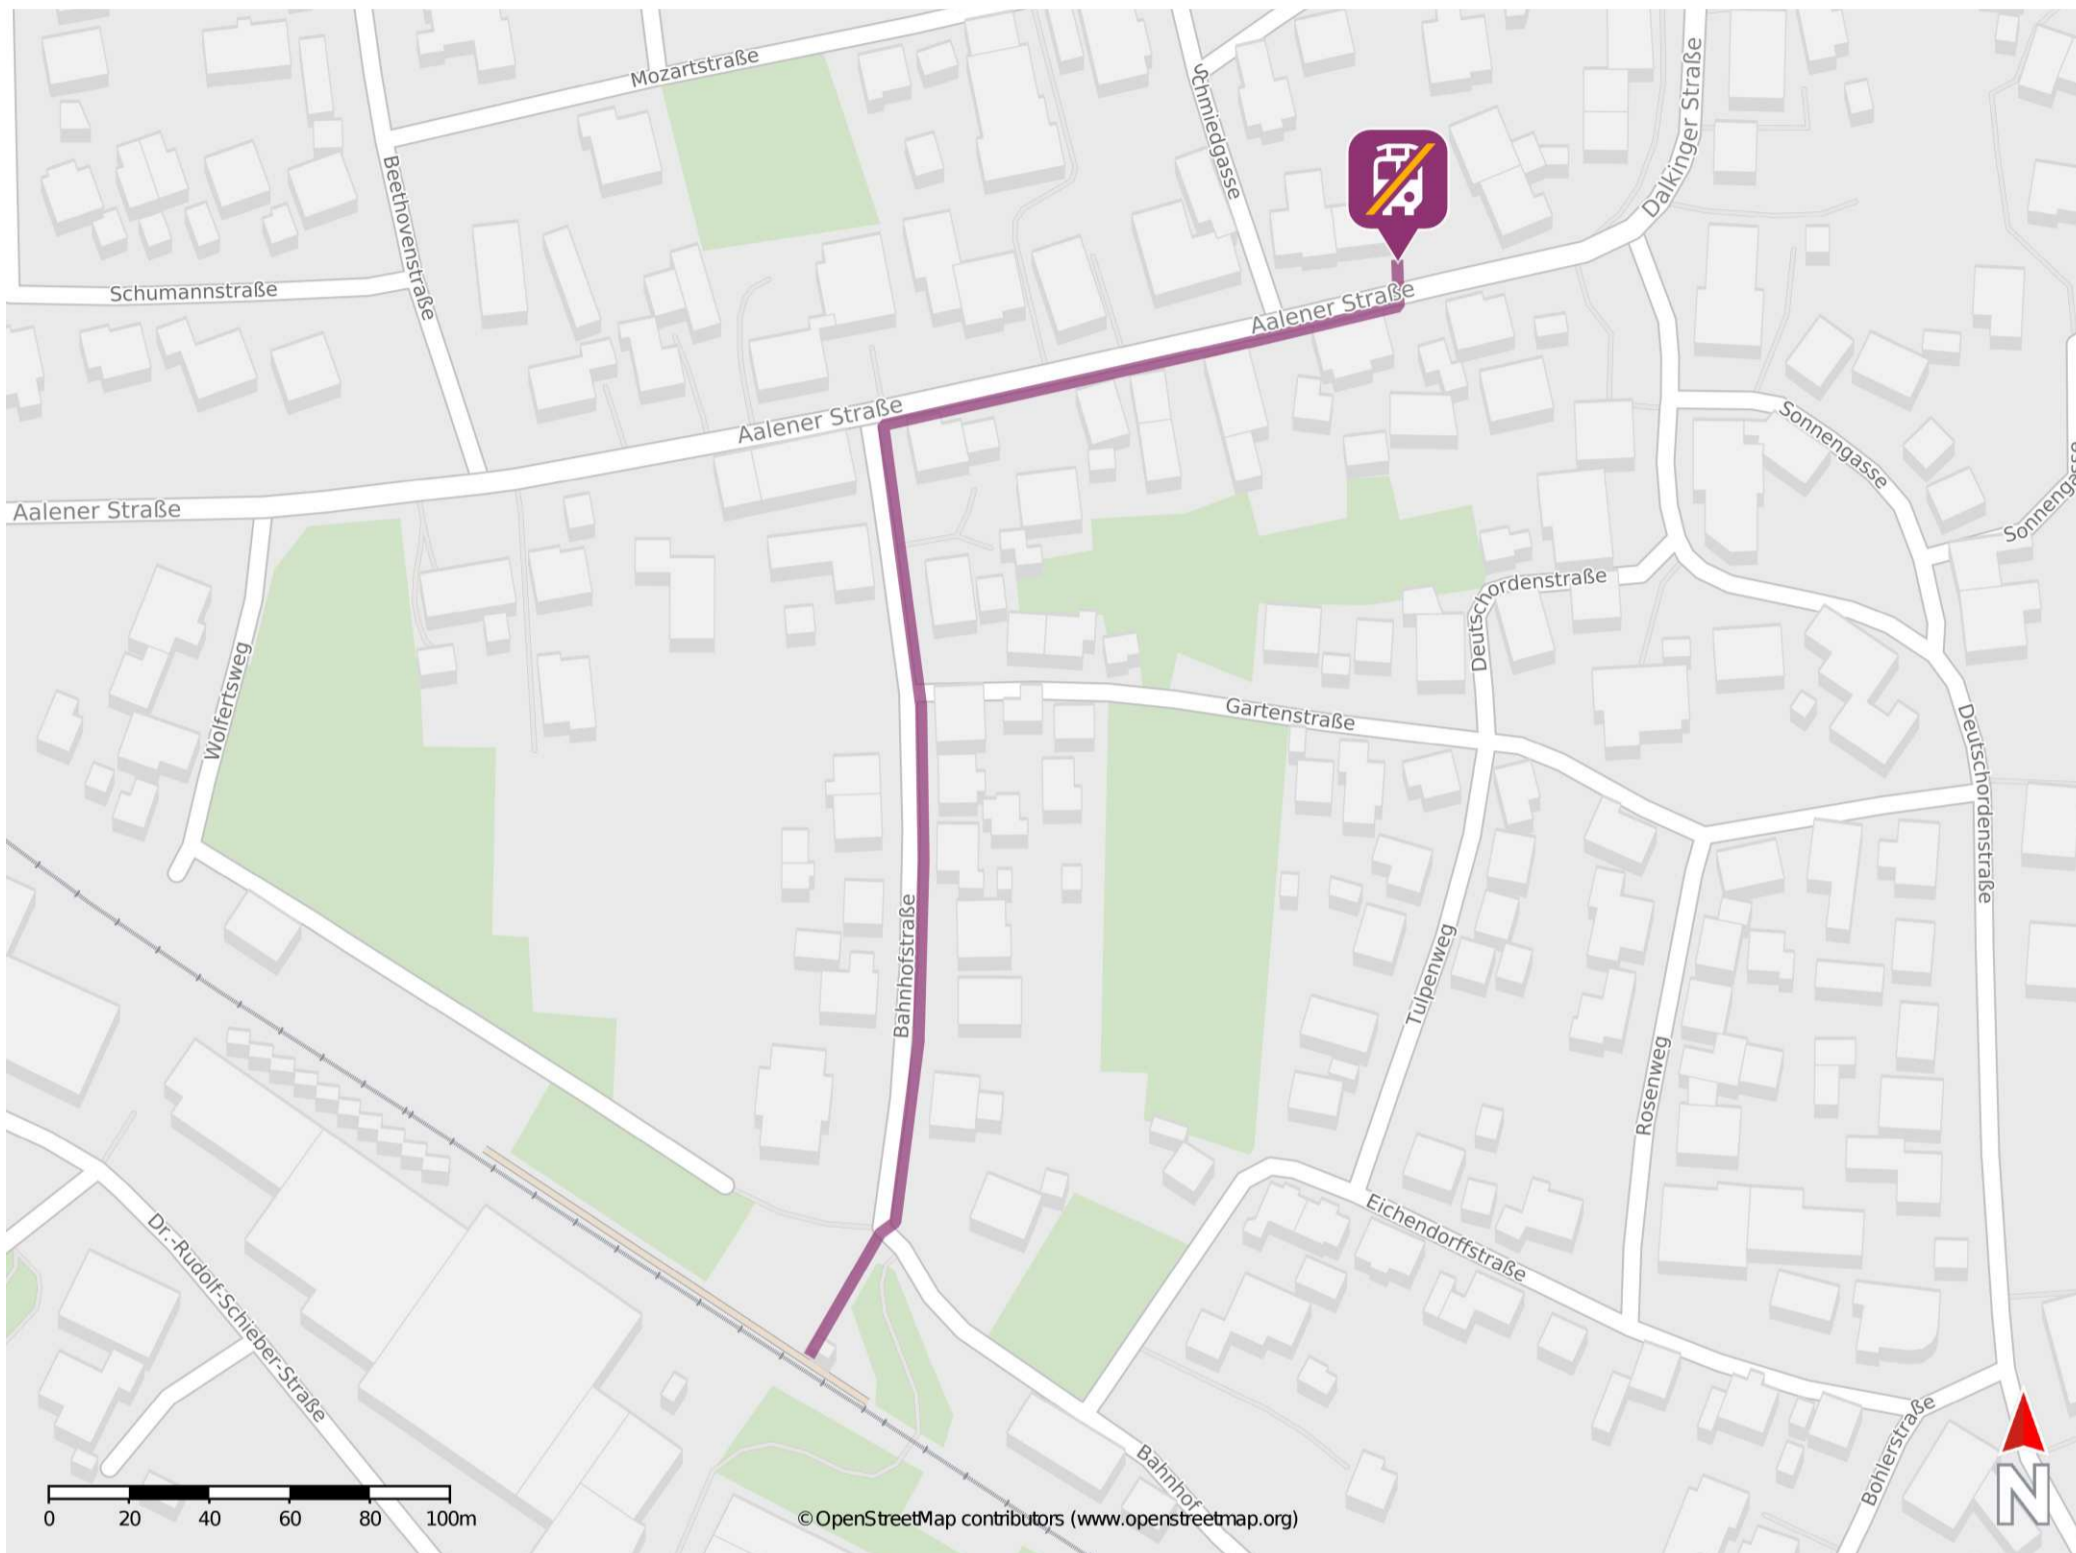 Mozartstraße
Schmiedgasse
Dalkinger Straße
Beethovenstraße
Schumannstraße
Aalener Straße
Aalener Straße
Aalener Straße
Sonnengasse
Sonnengasse
Deutschordenstraße
Wolfertsweg
Gartenstraße
Deutschordenstraße
Bahnhofstraße
Tulpenweg
Rosenweg
Eichendorffstraße
Dr.-Rudolf-Schieber-Straße
Bahnhof
Bohlerstraße
N
0 20 40 60 80 100m
© OpenStreetMap contributors (www.openstreetmap.org)